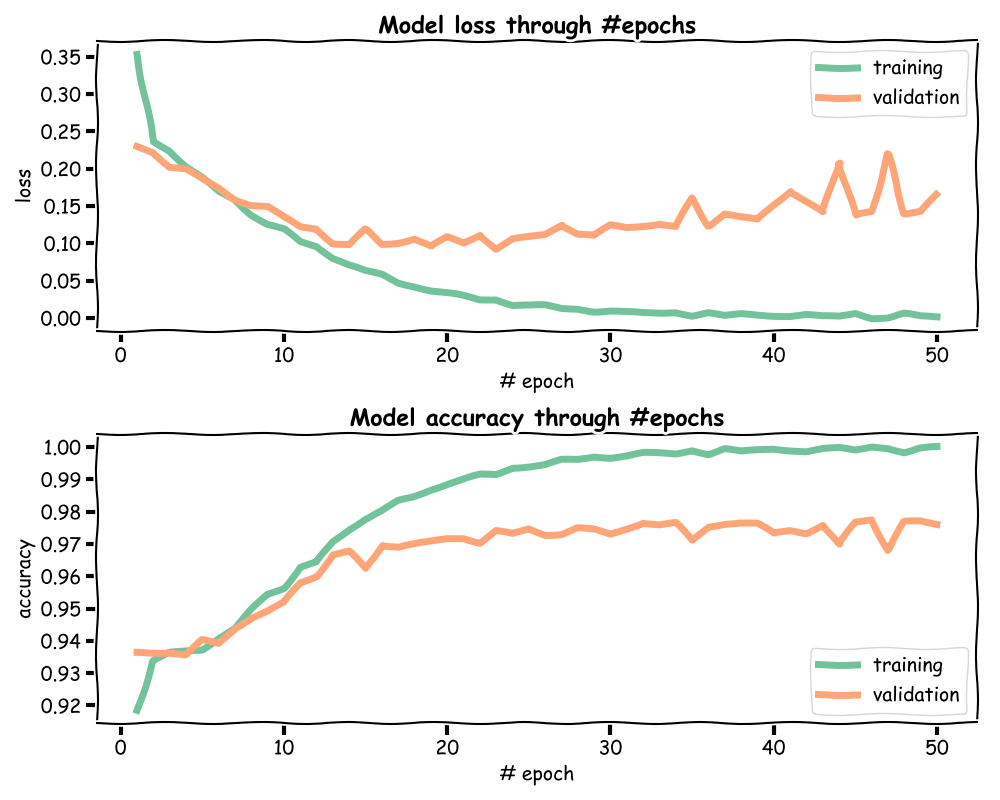 Model loss through #epochs
0.35
0.30
0.25
0.20
0.15
0.10
0.05
0.00
loss
training
validation
0 10 20 30 40 50
# epoch
Model accuracy through #epochs
1.00
0.99
0.98
0.97
0.96
0.95
0.94
0.93
0.92
accuracy
training
validation
0 10 20 30 40 50
# epoch